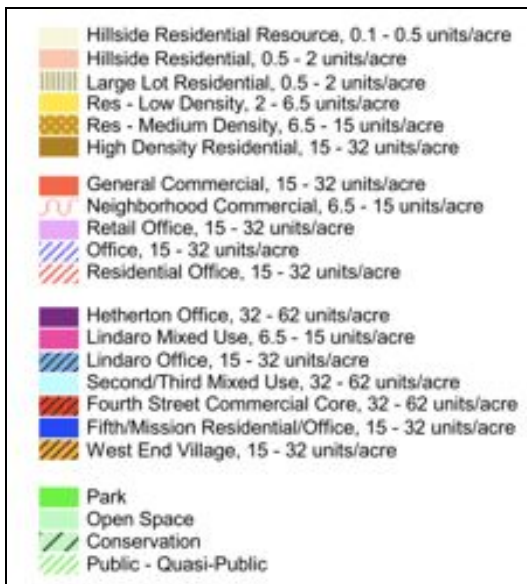 Hillside Residential Resource, 0.1 - 0.5 units/acre
Hillside Residential, 0.5 - 2 units/acre
Large Lot Residential, 0.5 - 2 units/acre
Res - Low Density, 2 - 6.5 units/acre
Res - Medium Density, 6.5 - 15 units/acre
High Density Residential, 15 - 32 units/acre
General Commercial, 15 - 32 units/acre
Neighborhood Commercial, 6.5 - 15 units/acre
Retail Office, 15 - 32 units/acre
Office, 15 - 32 units/acre
Residential Office, 15 - 32 units/acre
Hetherton Office, 32 - 62 units/acre
Lindaro Mixed Use, 6.5 - 15 units/acre
Lindaro Office, 15 - 32 units/acre
Second/Third Mixed Use, 32 - 62 units/acre
Fourth Street Commercial Core, 32 - 62 units/acre
Fifth/Mission Residential/Office, 15 - 32 units/acre
West End Village, 15 - 32 units/acre
Park
Open Space
Conservation
Public - Quasi-Public